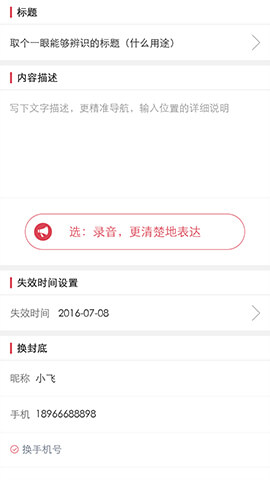 标题
取个一眼能够辨识的标题（什么用途）
内容描述
写下文字描述，更精准导航，输入位置的详细说明
选：录音，更清楚地表达
失效时间设置
失效时间 2016-07-08
换封底
昵称 小飞
手机 18966688898
换手机号